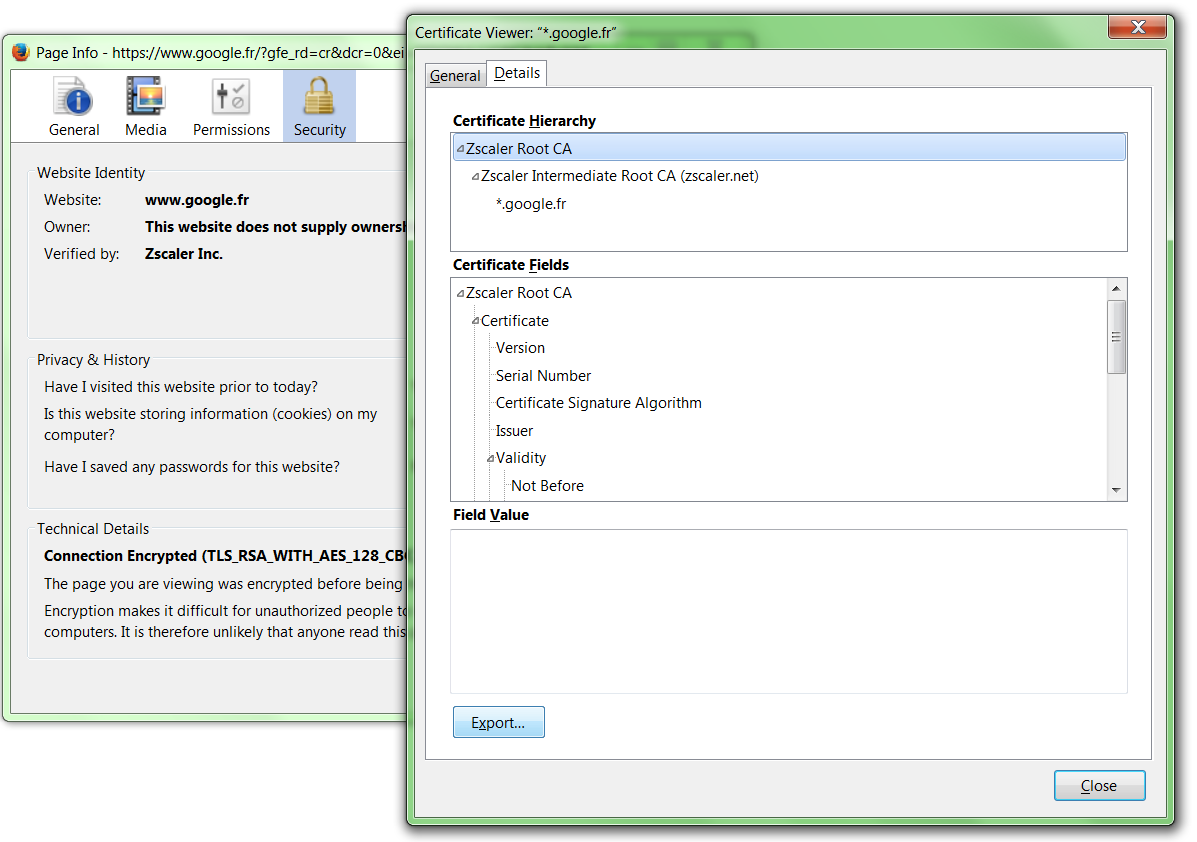 Page Info - https://www.google.fr/?gfe_rd=cr&dcr=0&ei
General
Media
Permissions
Security
Website Identity
Website: www.google.fr
Owner: This website does not supply
Verified by: Zscaler Inc.
Privacy & History
Have I visited this website prior to today?
Is this website storing information (cookies) on my
computer?
Have I saved any passwords for this website?
Technical Details
Connection Encrypted (TLS_RSA_WITH_AES_128_CB
The page you are viewing was encrypted before being
Encryption makes it difficult for unauthorized people to
computers. It is therefore unlikely that anyone read this
Certificate Viewer: "*.google.fr"
General
Details
Certificate Hierarchy
Zscaler Root CA
Zscaler Intermediate Root CA (zscaler.net)
*.google.fr
Certificate Fields
Zscaler Root CA
Certificate
Version
Serial Number
Certificate Signature Algorithm
Issuer
Validity
Not Before
Field Value
Export...
Close